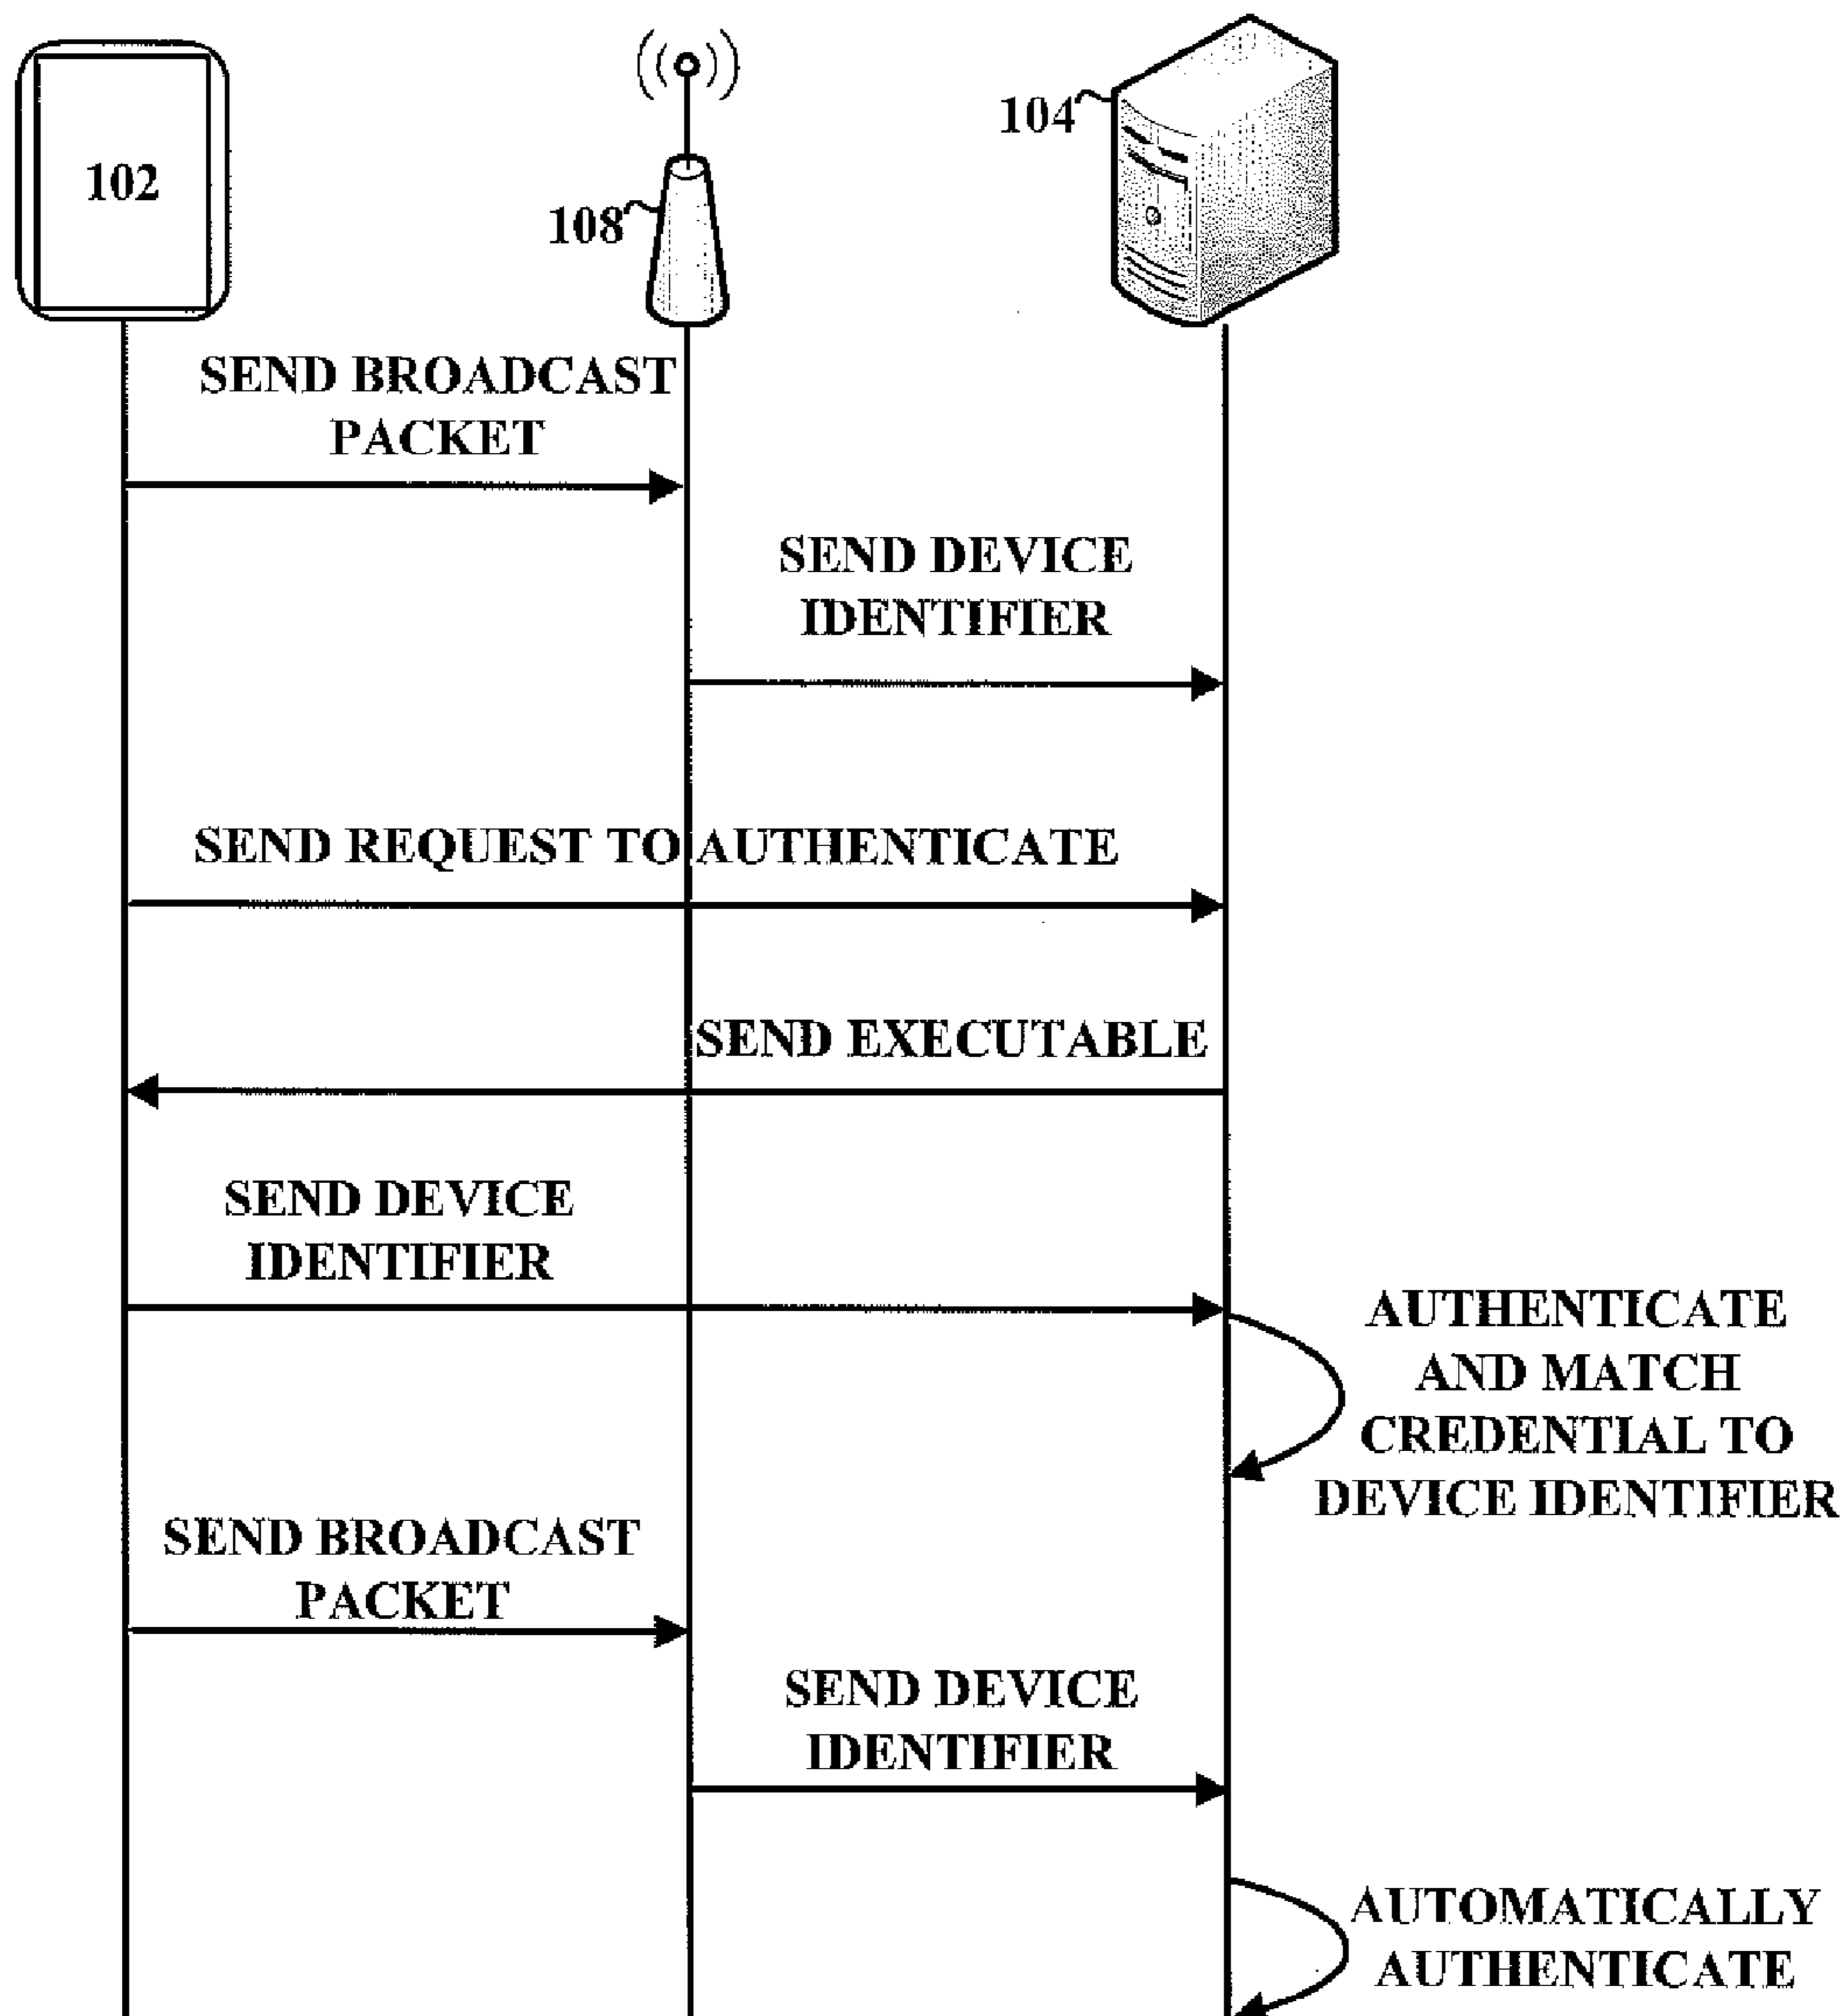 102
108
104
SEND BROADCAST
PACKET
SEND DEVICE
IDENTIFIER
SEND REQUEST TO AUTHENTICATE
SEND EXECUTABLE
SEND DEVICE
IDENTIFIER
AUTHENTICATE
AND MATCH
CREDENTIAL TO
DEVICE IDENTIFIER
SEND BROADCAST
PACKET
SEND DEVICE
IDENTIFIER
AUTOMATICALLY
AUTHENTICATE